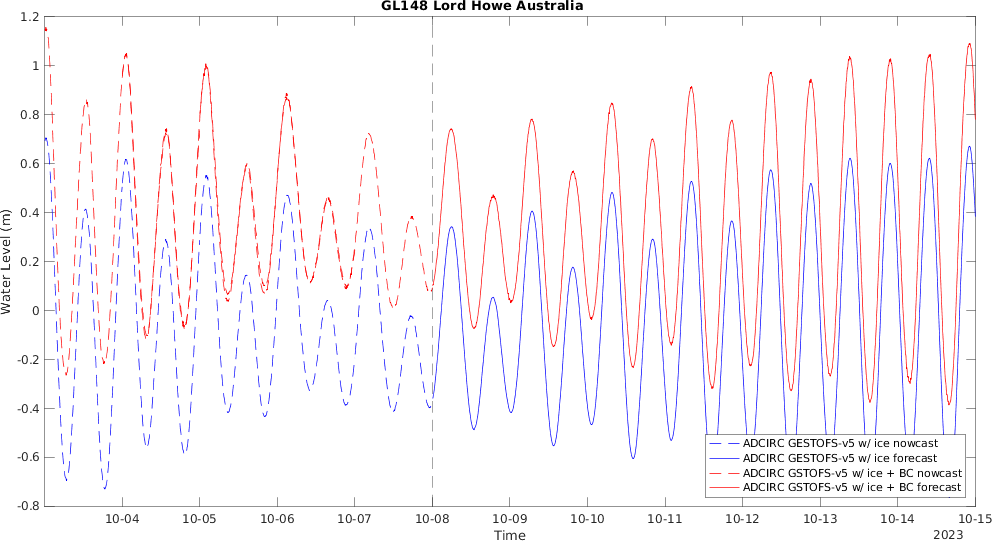 GL148 Lord Howe Australia
1.2
1
0.8
0.6
0.4
0.2
0
-0.2
-0.4
-0.6
-0.8
Water Level (m)
ADCIRC GESTOFS-v5 w/ ice nowcast
ADCIRC GESTOFS-v5 w/ ice forecast
ADCIRC GSTOFS-v5 w/ ice + BC nowcast
ADCIRC GSTOFS-v5 w/ ice + BC forecast
10-04 10-05 10-06 10-07 10-08 10-09 10-10 10-11 10-12 10-13 10-14 10-15
Time
2023